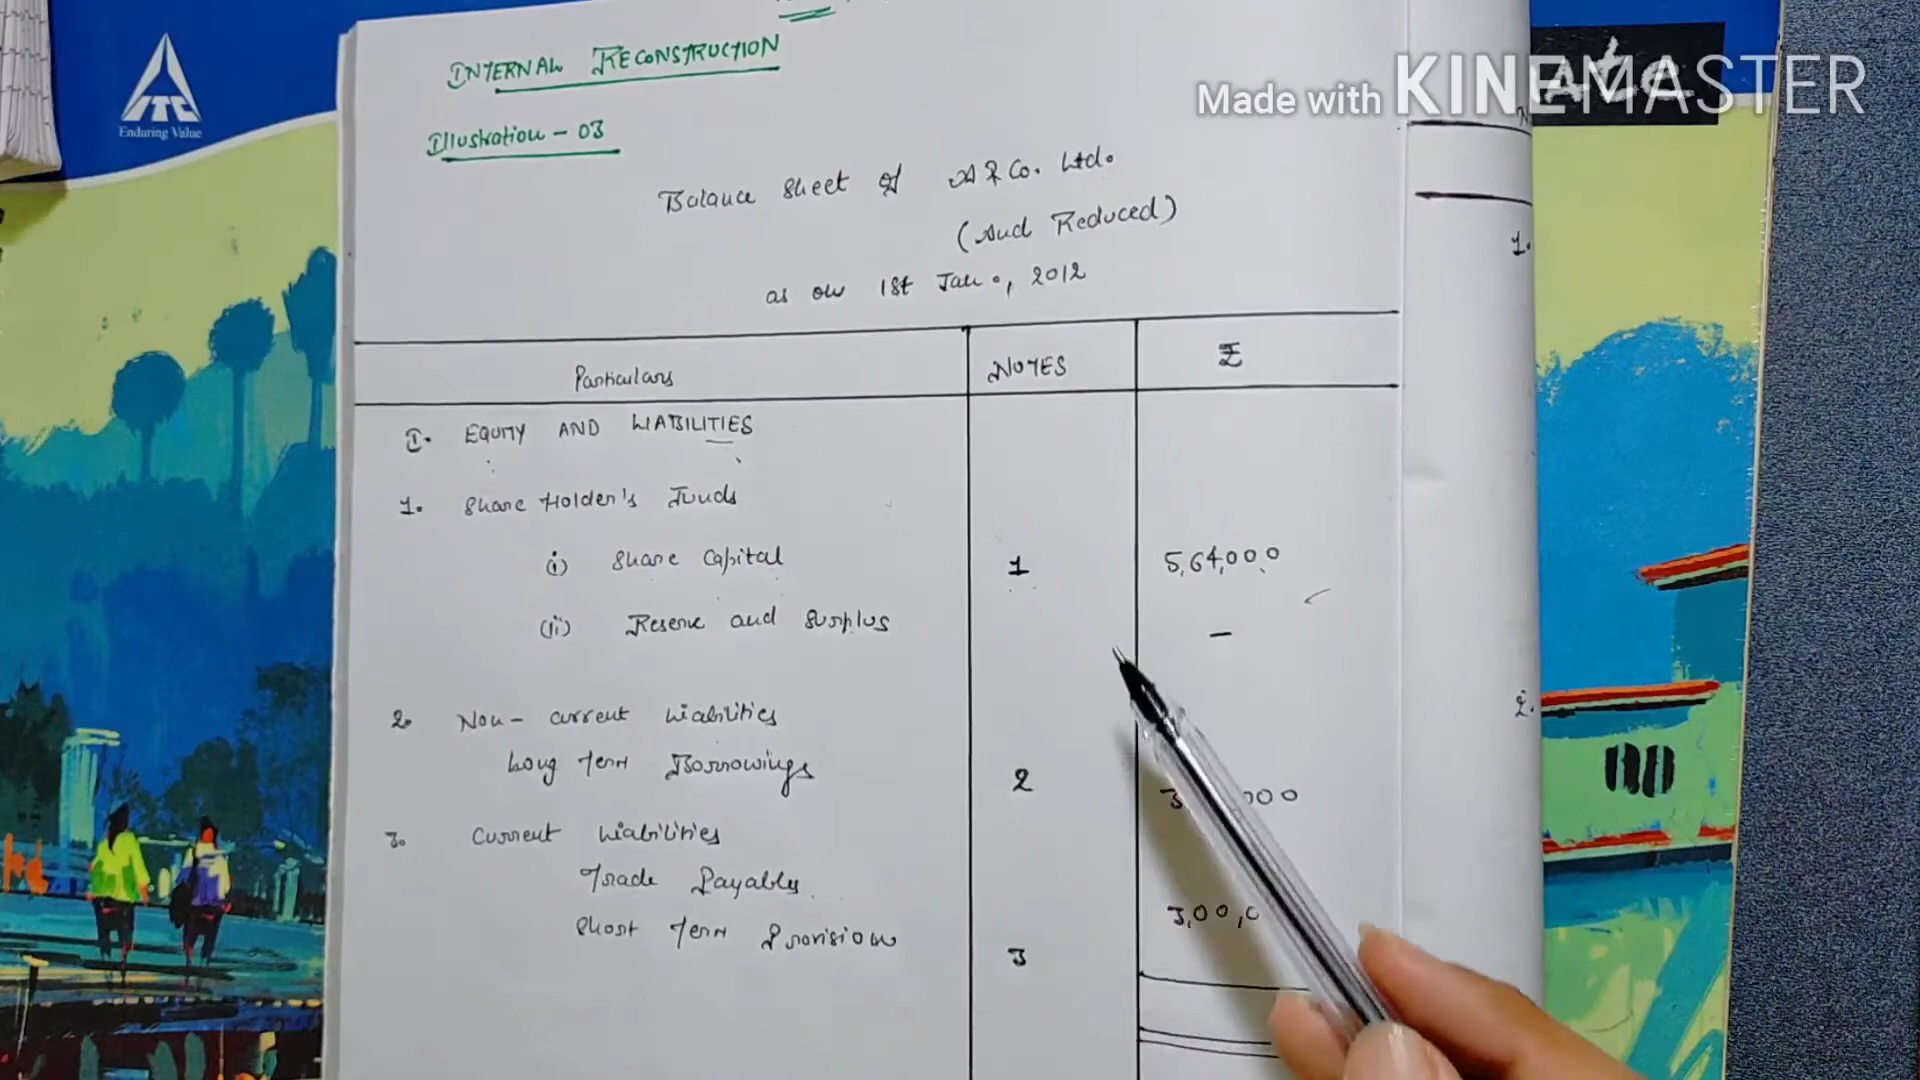 Made with KINEMASTER
ITC
Enduring Value
INTERNAL RECONSTRUCTION
Illustration - 03
Balance Sheet of Co. Ltd.
(And Reduced)
as on 1st Jan., 2012
Particulars NOTES ₹
I. EQUITY AND LIABILITIES
1. Share Holder's Funds
(i) Share Capital 1 5,64,000
(ii) Reserve and Surplus -
2. Non-current Liabilities
Long Term Borrowings 2
3. Current Liabilities
Trade Payables
Short Term Provision 3
1.
2.